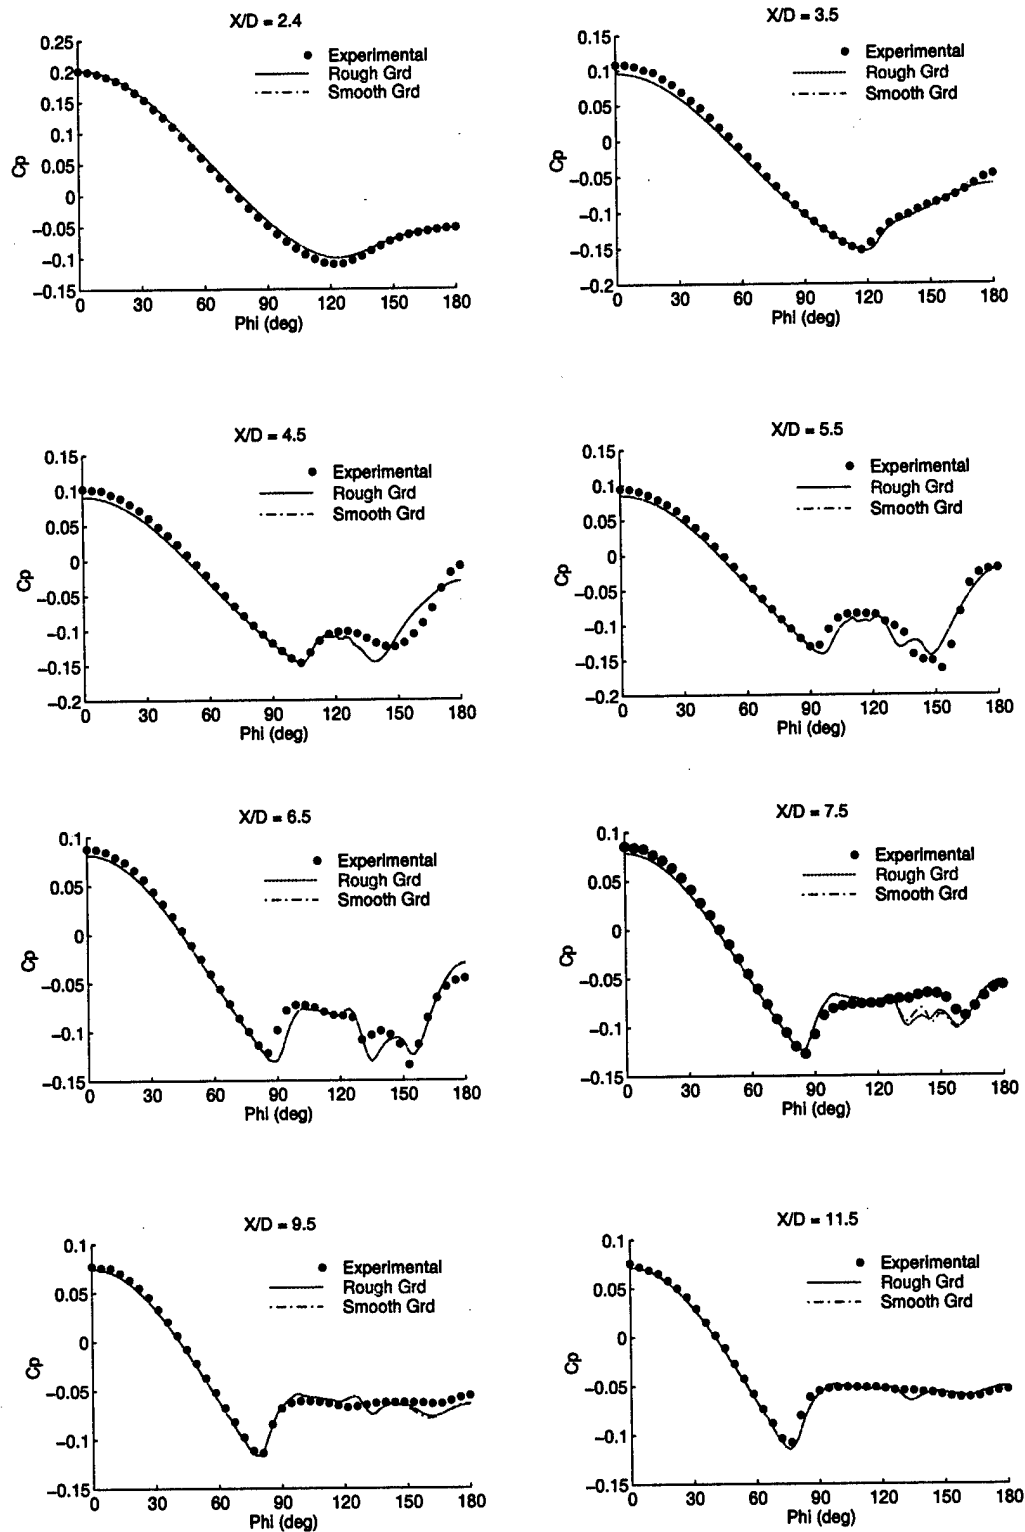 X/D = 2.4
0.25
0.2
0.15
0.1
0.05
0
−0.05
−0.1
−0.15
Cp
Experimental
Rough Grd
Smooth Grd
0 30 60 90 120 150 180
Phi (deg)
X/D = 3.5
0.15
0.1
0.05
0
−0.05
−0.1
−0.15
−0.2
Cp
Experimental
Rough Grd
Smooth Grd
0 30 60 90 120 150 180
Phi (deg)
X/D = 4.5
0.15
0.1
0.05
0
−0.05
−0.1
−0.15
−0.2
Cp
Experimental
Rough Grd
Smooth Grd
0 30 60 90 120 150 180
Phi (deg)
X/D = 5.5
0.15
0.1
0.05
0
−0.05
−0.1
−0.15
−0.2
Cp
Experimental
Rough Grd
Smooth Grd
0 30 60 90 120 150 180
Phi (deg)
X/D = 6.5
0.1
0.05
0
−0.05
−0.1
−0.15
Cp
Experimental
Rough Grd
Smooth Grd
0 30 60 90 120 150 180
Phi (deg)
X/D = 7.5
0.1
0.05
0
−0.05
−0.1
−0.15
Cp
Experimental
Rough Grd
Smooth Grd
0 30 60 90 120 150 180
Phi (deg)
X/D = 9.5
0.1
0.05
0
−0.05
−0.1
−0.15
Cp
Experimental
Rough Grd
Smooth Grd
0 30 60 90 120 150 180
Phi (deg)
X/D = 11.5
0.1
0.05
0
−0.05
−0.1
−0.15
Cp
Experimental
Rough Grd
Smooth Grd
0 30 60 90 120 150 180
Phi (deg)